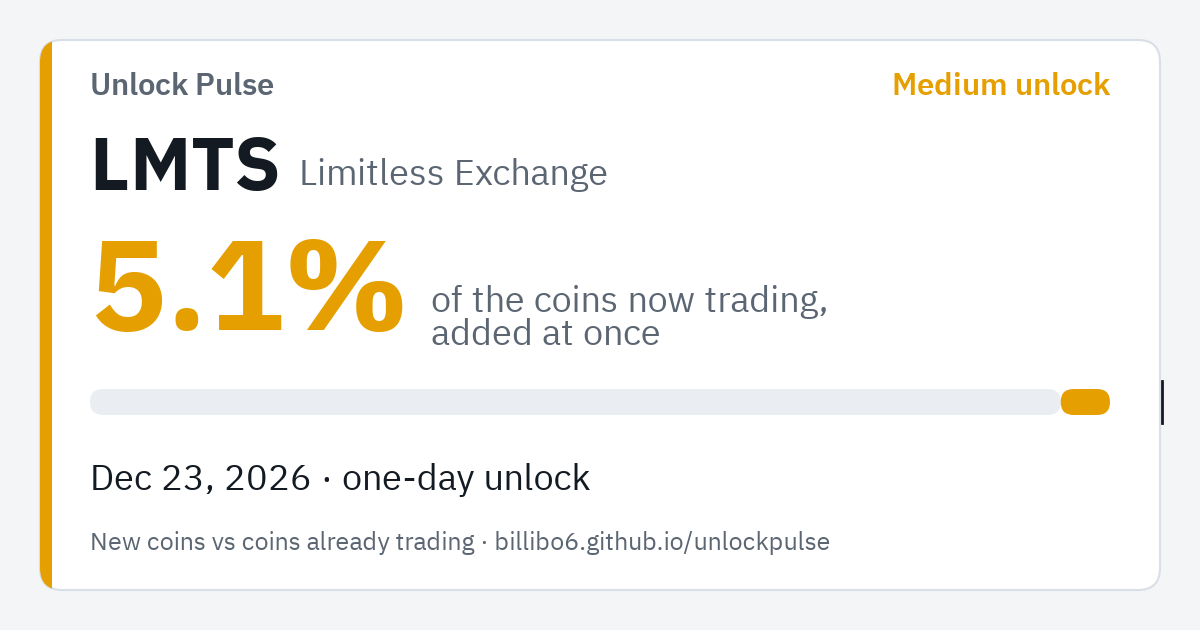 Unlock Pulse
Medium unlock
LMTS Limitless Exchange
5.1% of the coins now trading,
added at once
Dec 23, 2026 · one-day unlock
New coins vs coins already trading · billibo6.github.io/unlockpulse